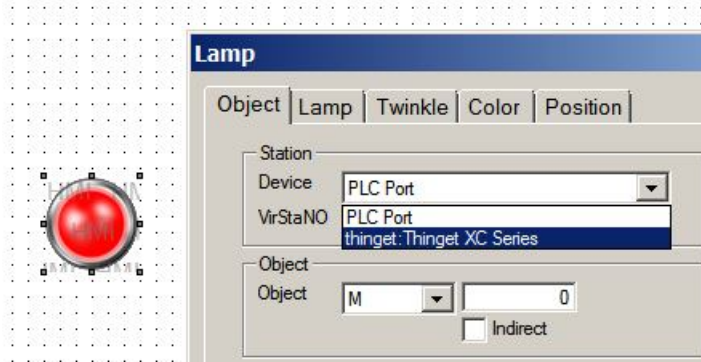 Lamp
Object Lamp Twinkle Color Position
Station
Device PLC Port
VirStaNO PLC Port
thinget:Thinget XC Series
Object
Object M 0
Indirect
HMI